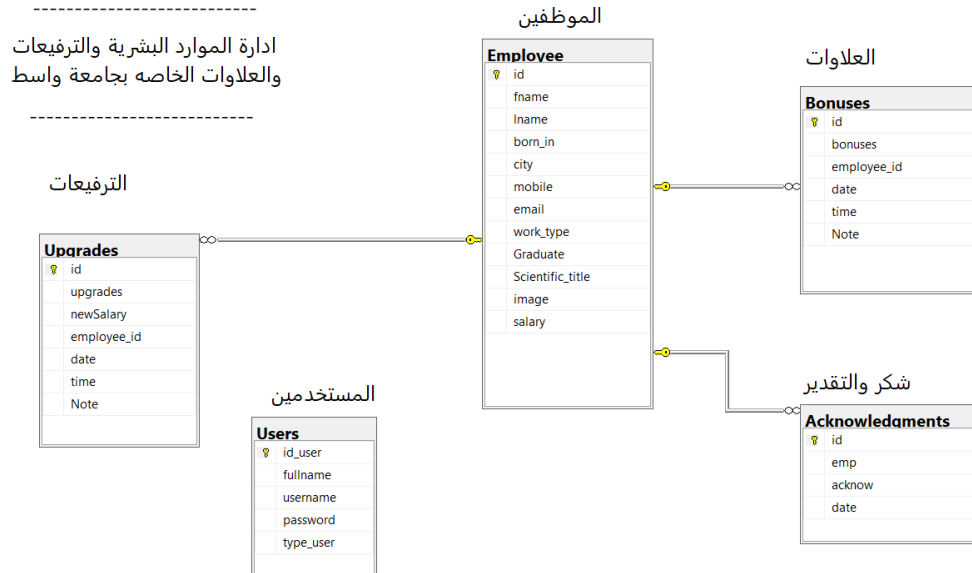 ---------------------------
ادارة الموارد البشرية والترفيعات
والعلاوات الخاصه بجامعة واسط
---------------------------
الموظفين
Employee
id
fname
lname
born_in
city
mobile
email
work_type
Graduate
Scientific_title
image
salary
العلاوات
Bonuses
id
bonuses
employee_id
date
time
Note
الترفيعات
Upgrades
id
upgrades
newSalary
employee_id
date
time
Note
المستخدمين
Users
id_user
fullname
username
password
type_user
شكر والتقدير
Acknowledgments
id
emp
acknow
date